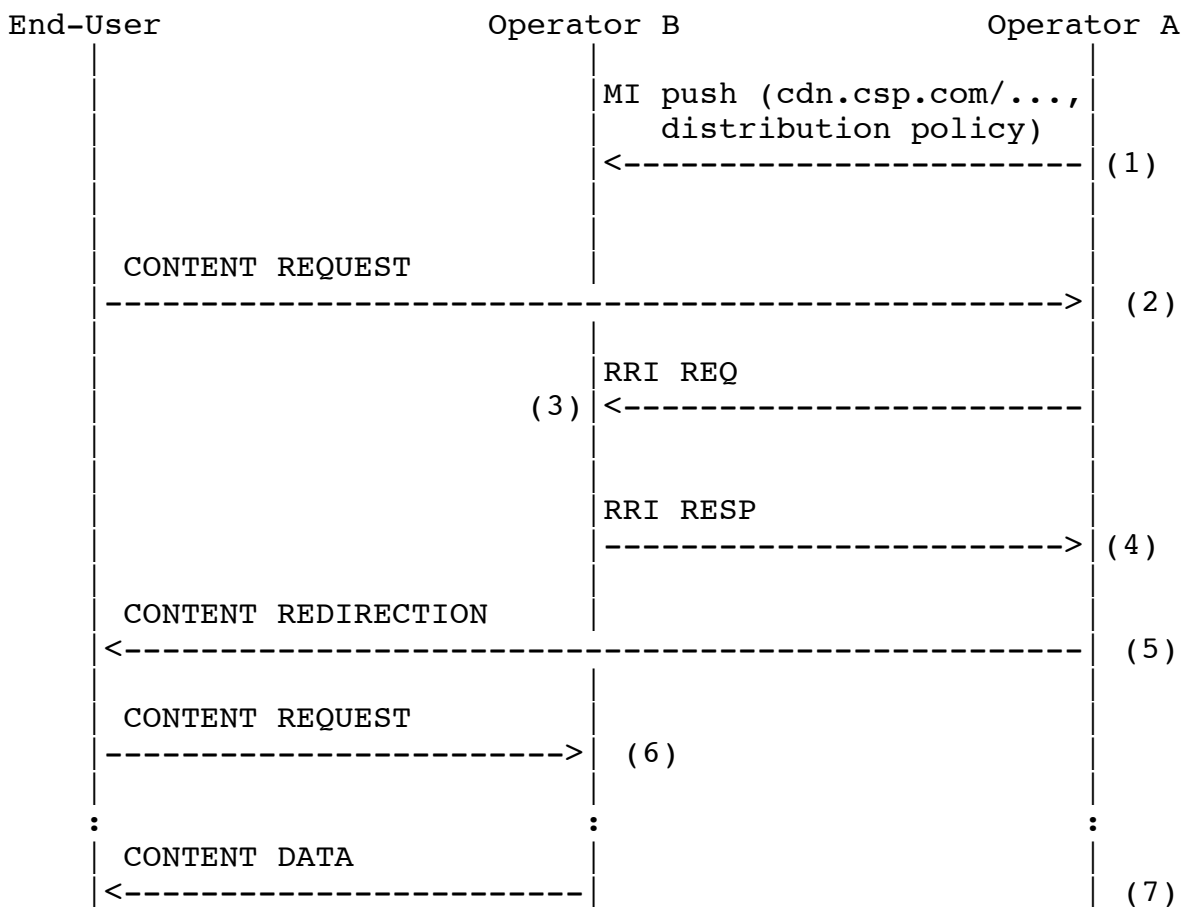 End-User Operator B Operator A
MI push (cdn.csp.com/...,
distribution policy)
(1)
CONTENT REQUEST
(2)
RRI REQ
(3)
RRI RESP
(4)
CONTENT REDIRECTION
(5)
CONTENT REQUEST
(6)
CONTENT DATA
(7)